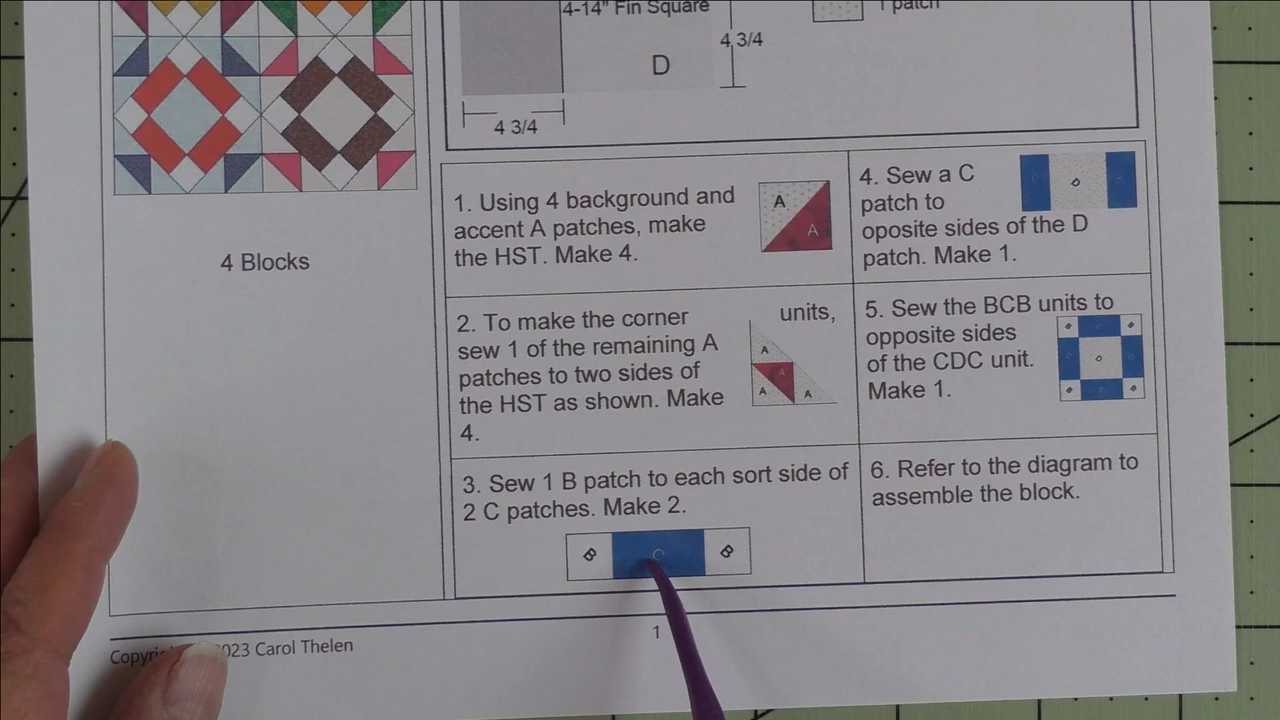 4-14" Fin Square
1 patch
4 3/4
D
4 3/4
4 Blocks
1. Using 4 background and
accent A patches, make
the HST. Make 4.
A
A
2. To make the corner units,
sew 1 of the remaining A
patches to two sides of
the HST as shown. Make
4.
A
A
A
A
3. Sew 1 B patch to each sort side of
2 C patches. Make 2.
B
C
B
4. Sew a C
patch to
oposite sides of the D
patch. Make 1.
D
5. Sew the BCB units to
opposite sides
of the CDC unit.
Make 1.
6. Refer to the diagram to
assemble the block.
1
2023 Carol Thelen